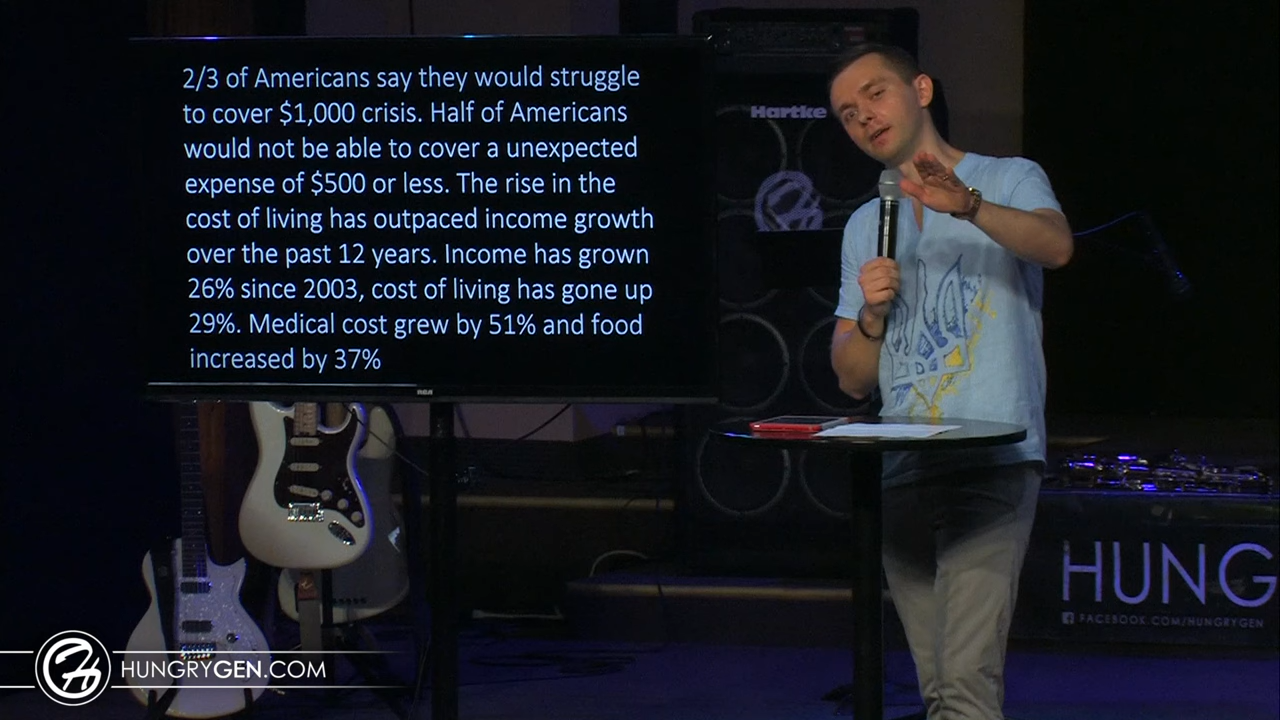 2/3 of Americans say they would struggle
to cover $1,000 crisis. Half of Americans
would not be able to cover a unexpected
expense of $500 or less. The rise in the
cost of living has outpaced income growth
over the past 12 years. Income has grown
26% since 2003, cost of living has gone up
29%. Medical cost grew by 51% and food
increased by 37%
RCA
Hartke
HUNG
FACEBOOK.COM/HUNGRYGEN
HUNGRYGEN.COM